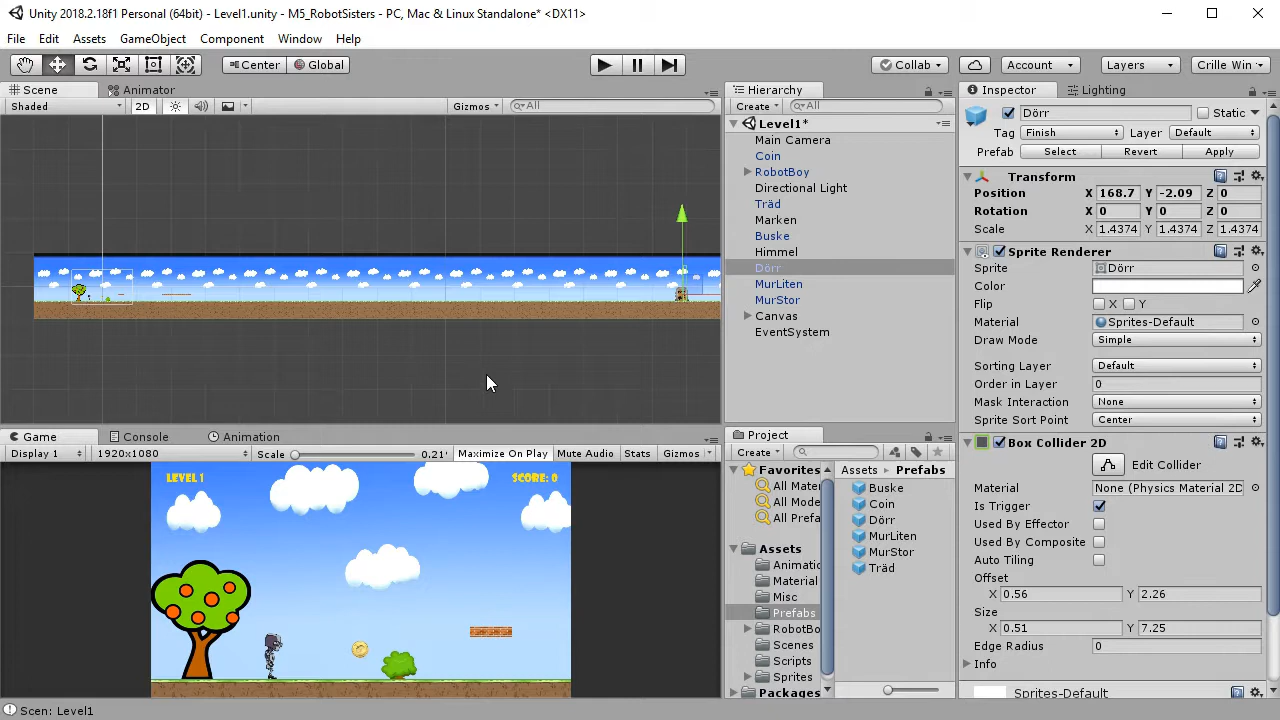 Unity 2018.2.18f1 Personal (64bit) - Level1.unity - M5_RobotSisters - PC, Mac & Linux Standalone* <DX11>
File Edit Assets GameObject Component Window Help
Center Global Collab Account Layers Crille Win
Scene Animator
Shaded 2D Gizmos All
Game Console Animation
Display 1 1920x1080 Scale 0.21 Maximize On Play Mute Audio Stats Gizmos
LEVEL 1 SCORE: 0
Hierarchy
Create All
Level1*
Main Camera
Coin
RobotBoy
Directional Light
Träd
Marken
Buske
Himmel
Dörr
MurLiten
MurStor
Canvas
EventSystem
Project
Create
Favorites
All Mater
All Mode
All Prefa
Assets
Animatic
Material
Misc
Prefabs
RobotBo
Scenes
Scripts
Sprites
Packages
Assets Prefabs
Buske
Coin
Dörr
MurLiten
MurStor
Träd
Inspector Lighting
Dörr Static
Tag Finish Layer Default
Prefab Select Revert Apply
Transform
Position X 168.7 Y -2.09 Z 0
Rotation X 0 Y 0 Z 0
Scale X 1.4374 Y 1.4374 Z 1.4374
Sprite Renderer
Sprite Dörr
Color
Flip X Y
Material Sprites-Default
Draw Mode Simple
Sorting Layer Default
Order in Layer 0
Mask Interaction None
Sprite Sort Point Center
Box Collider 2D
Edit Collider
Material None (Physics Material 2D
Is Trigger
Used By Effector
Used By Composite
Auto Tiling
Offset
X 0.56 Y 2.26
Size
X 0.51 Y 7.25
Edge Radius 0
Info
Sprites-Default
Scen: Level1